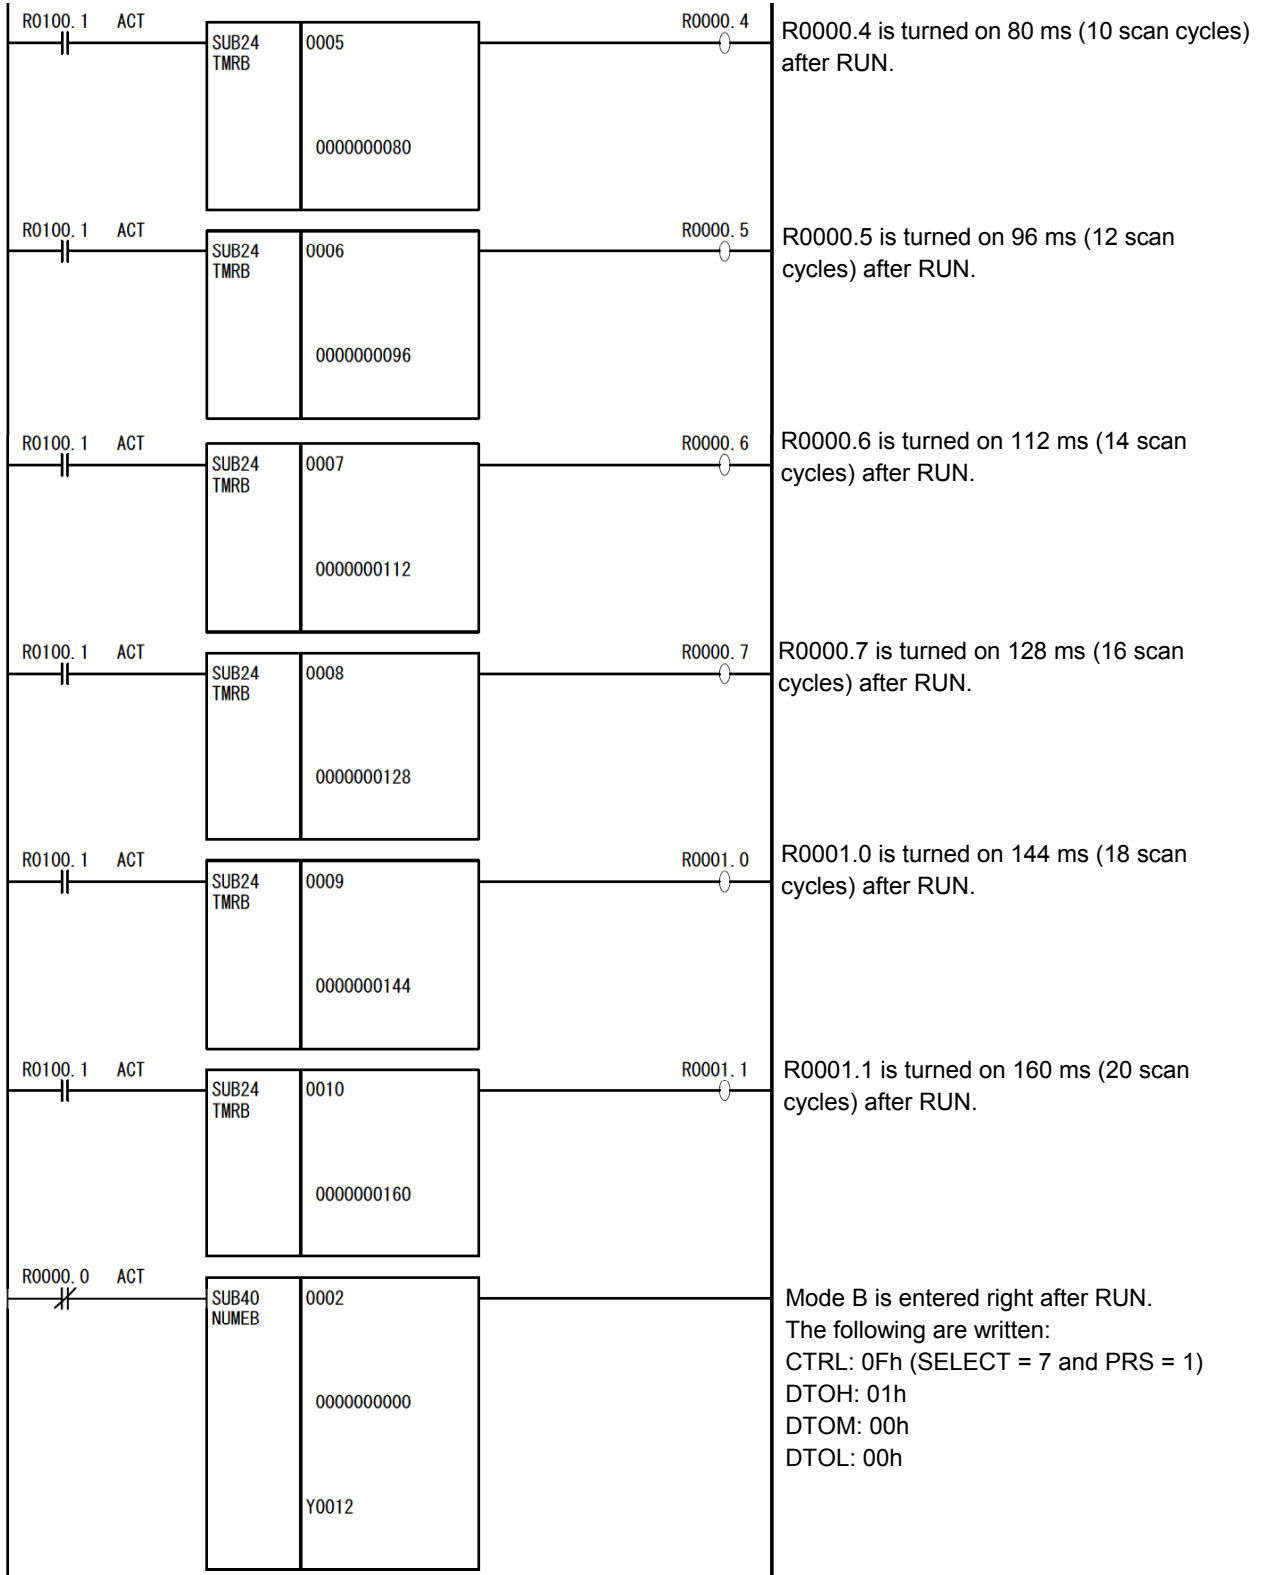 R0100.1 ACT
R0000.4
SUB24 0005
TMRB
0000000080
R0000.4 is turned on 80 ms (10 scan cycles)
after RUN.
R0100.1 ACT
R0000.5
SUB24 0006
TMRB
0000000096
R0000.5 is turned on 96 ms (12 scan
cycles) after RUN.
R0100.1 ACT
R0000.6
SUB24 0007
TMRB
0000000112
R0000.6 is turned on 112 ms (14 scan
cycles) after RUN.
R0100.1 ACT
R0000.7
SUB24 0008
TMRB
0000000128
R0000.7 is turned on 128 ms (16 scan
cycles) after RUN.
R0100.1 ACT
R0001.0
SUB24 0009
TMRB
0000000144
R0001.0 is turned on 144 ms (18 scan
cycles) after RUN.
R0100.1 ACT
R0001.1
SUB24 0010
TMRB
0000000160
R0001.1 is turned on 160 ms (20 scan
cycles) after RUN.
R0000.0 ACT
SUB40 0002
NUMEB
0000000000
Y0012
Mode B is entered right after RUN.
The following are written:
CTRL: 0Fh (SELECT = 7 and PRS = 1)
DTOH: 01h
DTOM: 00h
DTOL: 00h